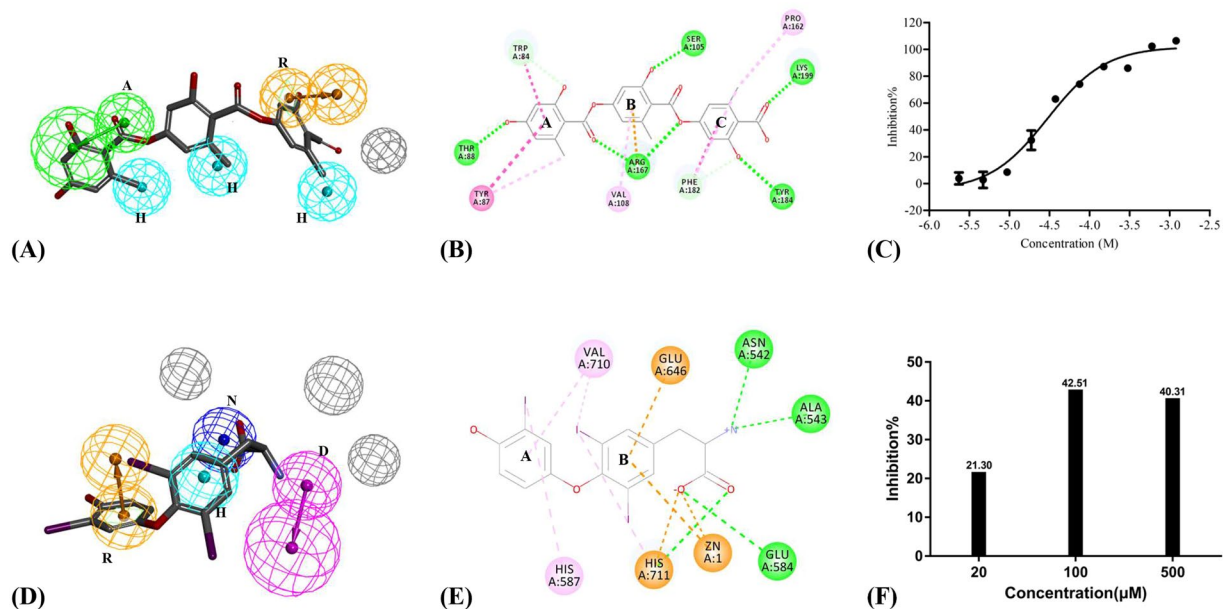 A
R
H
H
H
(A)
TRP
A:84
SER
A:105
PRO
A:162
LYS
A:199
THR
A:88
TYR
A:87
VAL
A:108
ARG
A:167
PHE
A:182
TYR
A:184
A
B
C
(B)
Inhibition%
120
100
80
60
40
20
0
-20
-6.0 -5.5 -5.0 -4.5 -4.0 -3.5 -3.0 -2.5
Concentration (M)
(C)
N
D
H
R
(D)
VAL
A:710
GLU
A:646
ASN
A:542
ALA
A:543
HIS
A:587
HIS
A:711
ZN
A:1
GLU
A:584
A
B
I
I
I
O
O
O
O
N
(E)
Inhibition%
50
40
30
20
10
0
21.30
42.51
40.31
20 100 500
Concentration(μM)
(F)